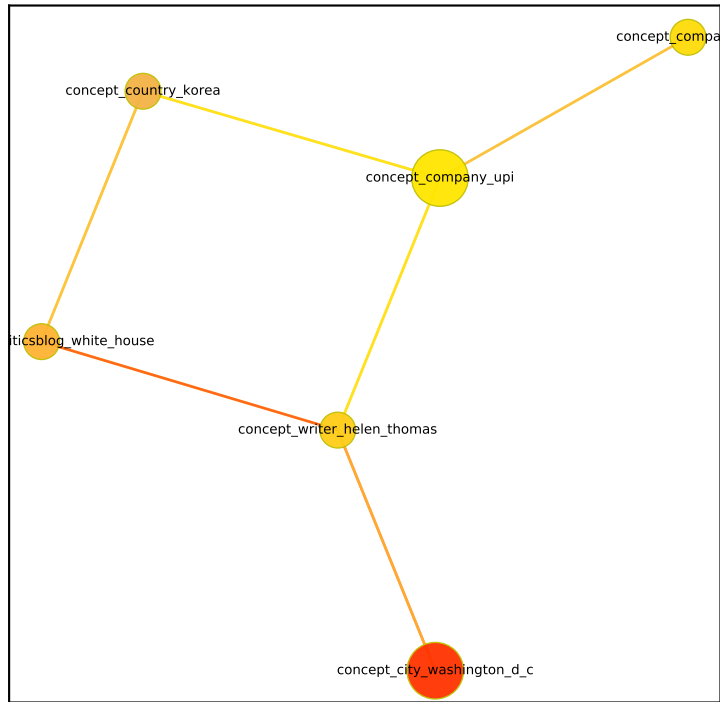 concept_compa
concept_country_korea
concept_company_upi
iticsblog_white_house
concept_writer_helen_thomas
concept_city_washington_d_c